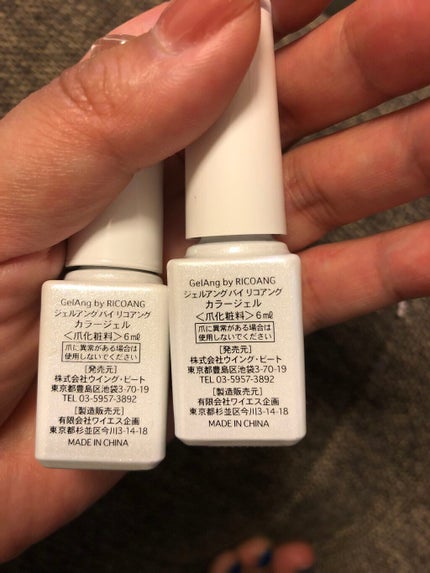 GelAng by RICOANG
ジェルアング バイ リコアング
カラージェル
〈爪化粧料〉6㎖
爪に異常がある場合は
使用しないでください
[発売元]
株式会社ウイング・ビート
東京都豊島区池袋3-70-19
TEL 03-5957-3892
[製造販売元]
有限会社ワイエス企画
東京都杉並区今川3-14-18
MADE IN CHINA
GelAng by RICOANG
ジェルアング バイ リコアング
カラージェル
〈爪化粧料〉6㎖
爪に異常がある場合は
使用しないでください
[発売元]
株式会社ウイング・ビート
東京都豊島区池袋3-70-19
TEL 03-5957-3892
[製造販売元]
有限会社ワイエス企画
東京都杉並区今川3-14-18
MADE IN CHINA